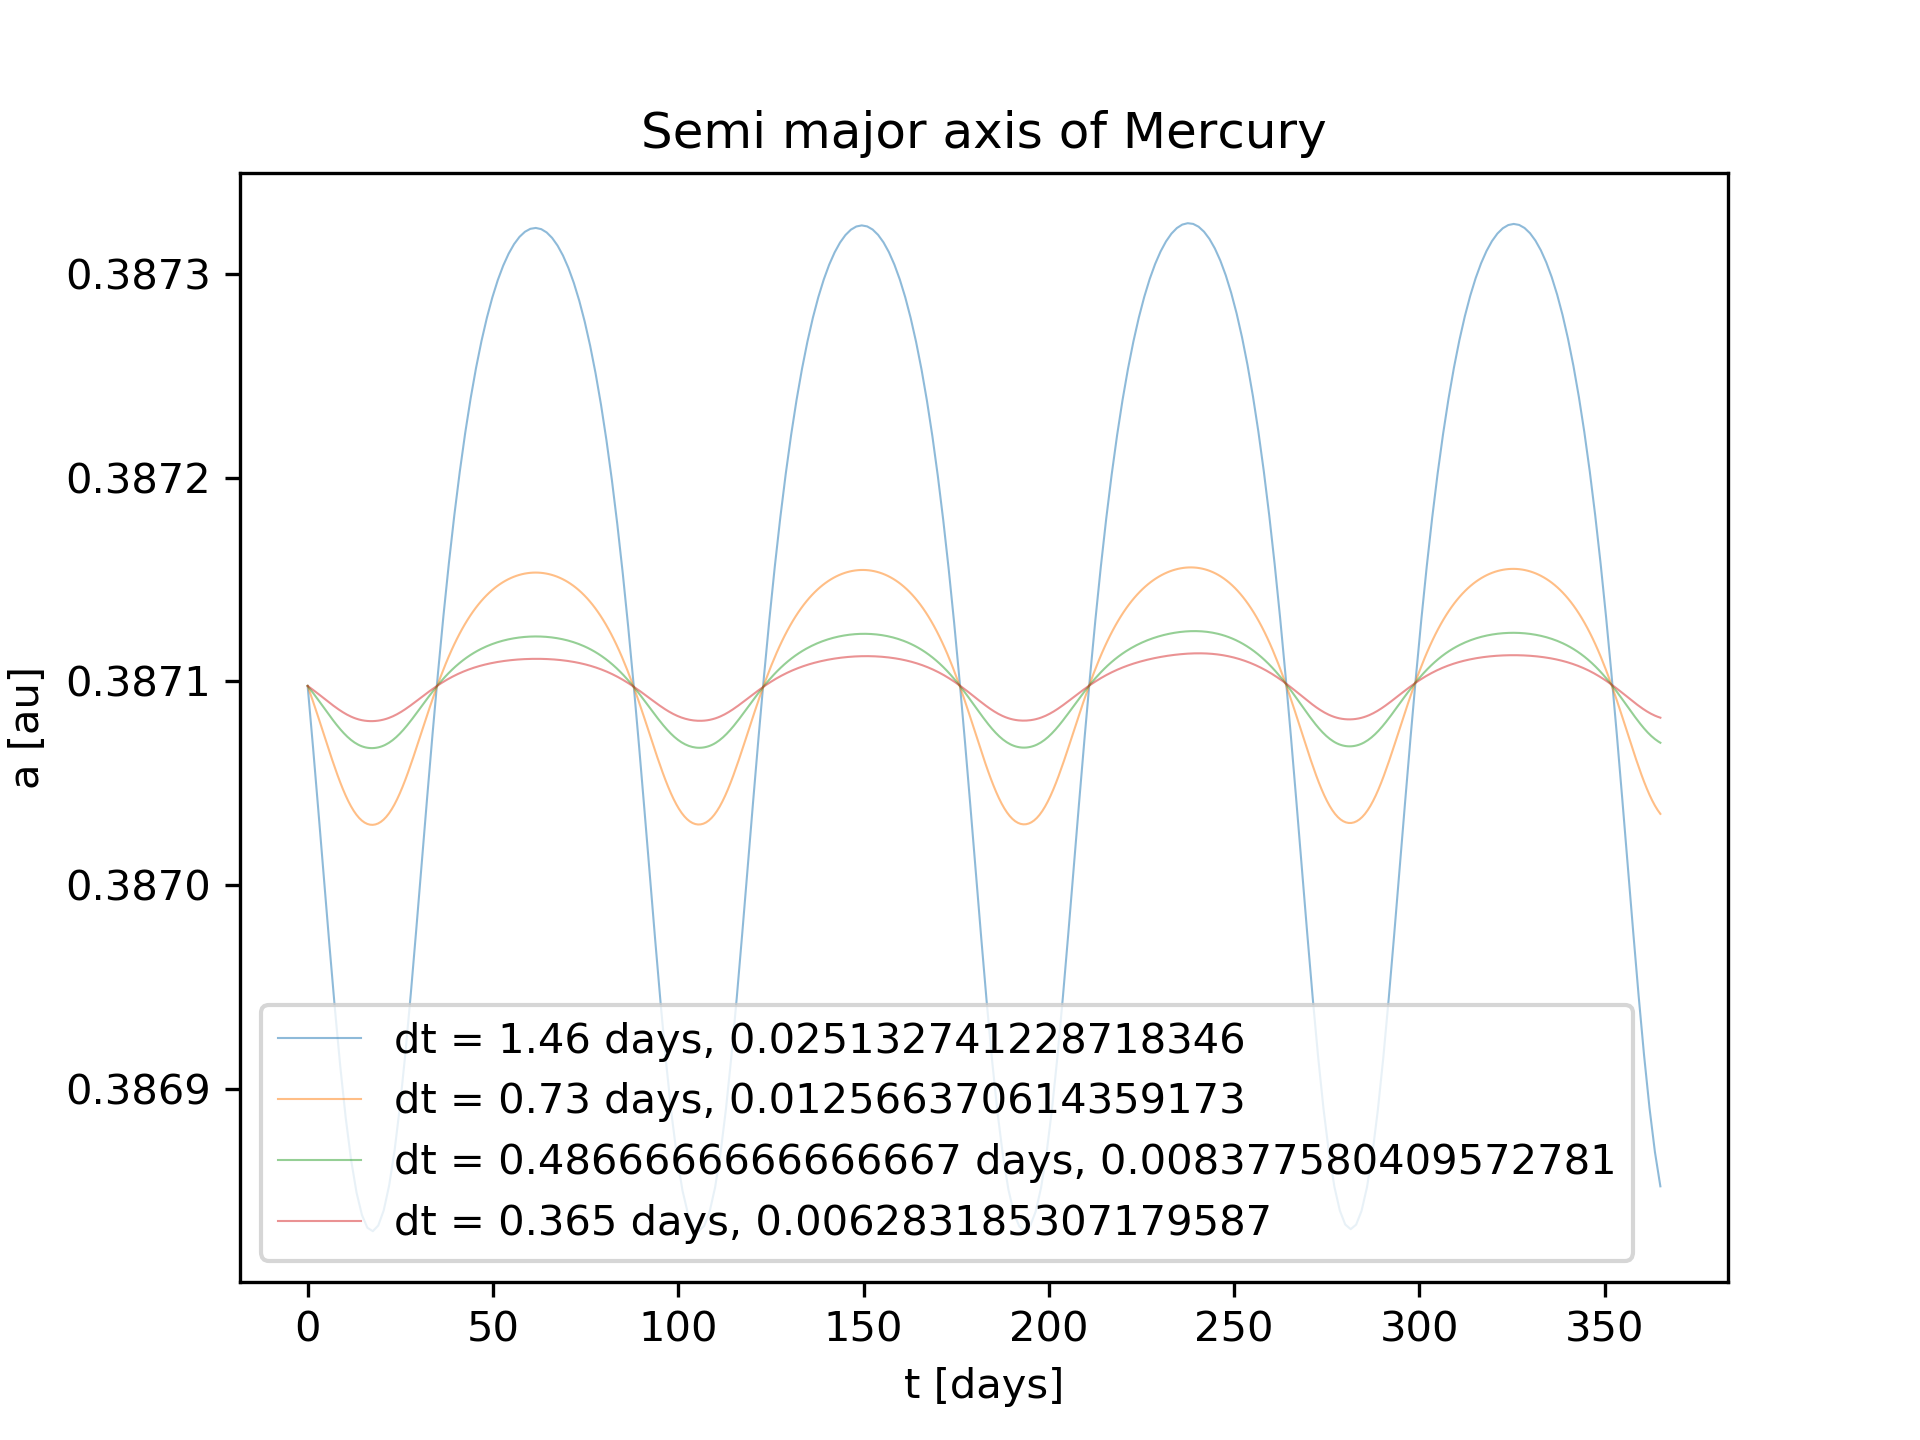 Semi major axis of Mercury
0.3873
0.3872
0.3871
0.3870
0.3869
a [au]
dt = 1.46 days, 0.025132741228718346
dt = 0.73 days, 0.012566370614359173
dt = 0.4866666666666667 days, 0.008377580409572781
dt = 0.365 days, 0.006283185307179587
0 50 100 150 200 250 300 350
t [days]